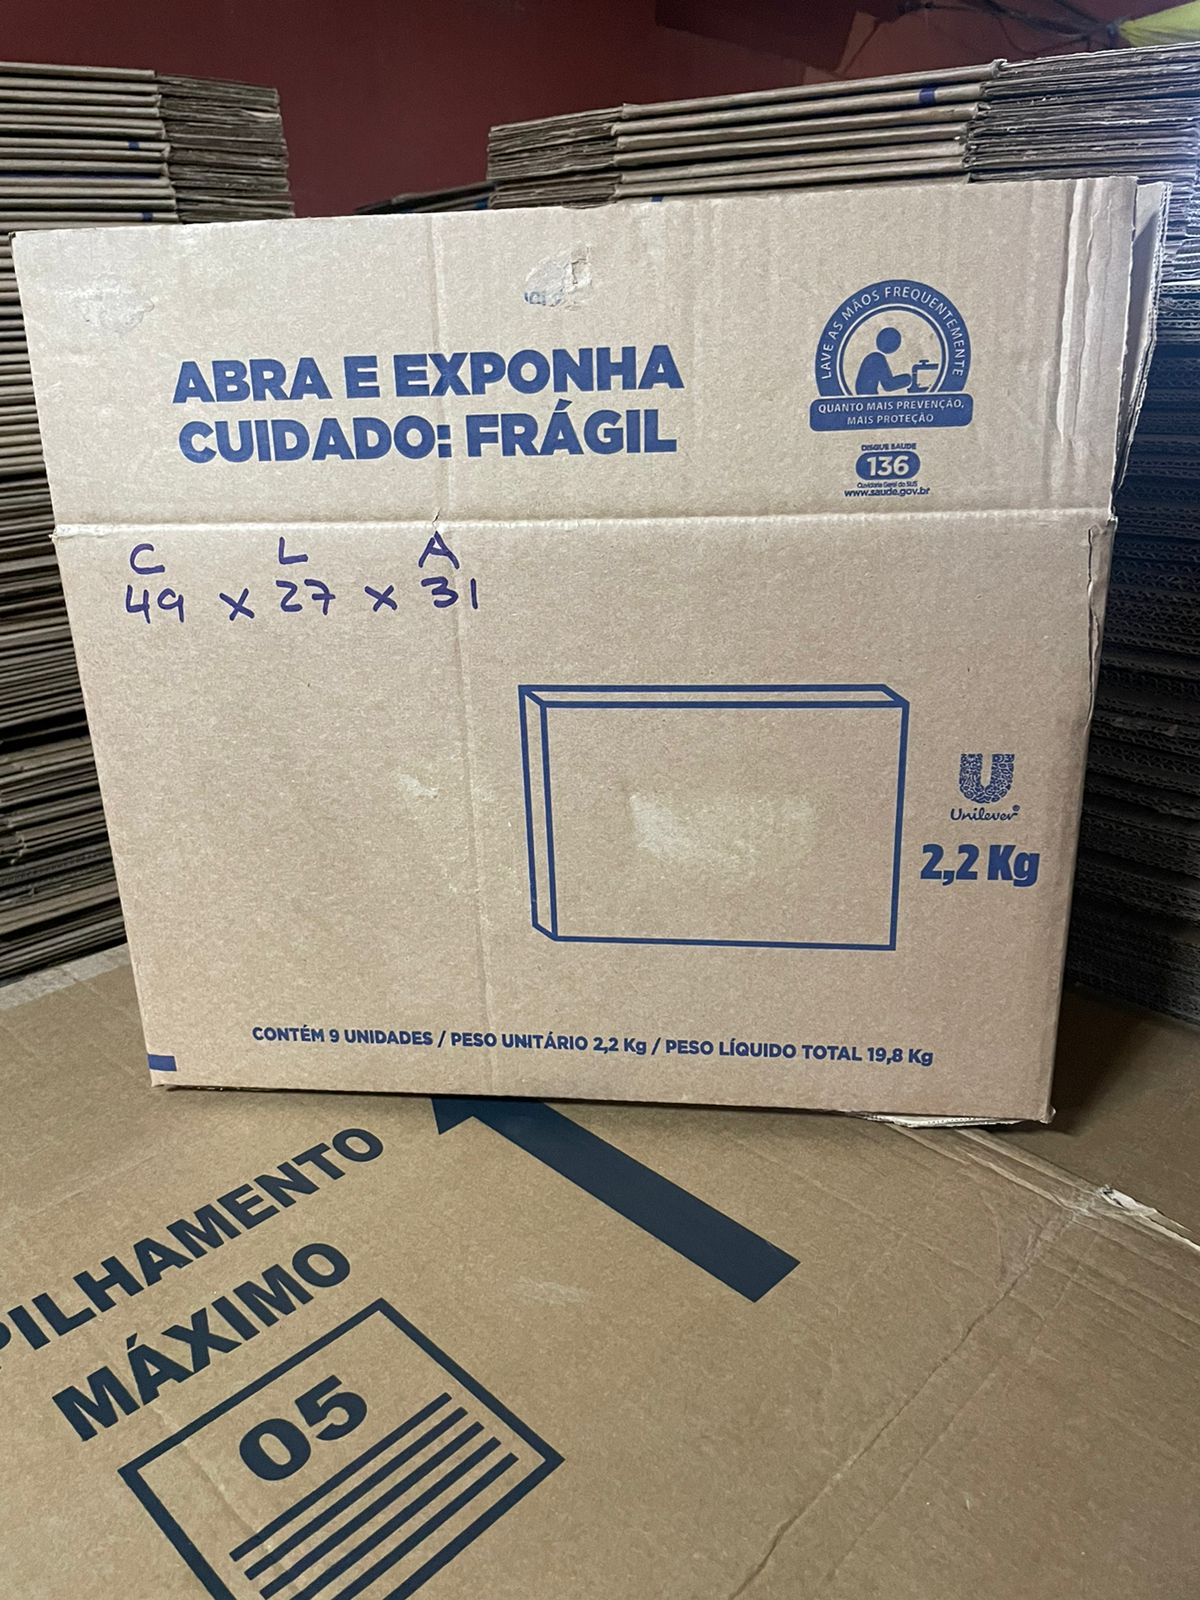 ABRA E EXPONHA
CUIDADO: FRÁGIL
LAVE AS MÃOS FREQUENTEMENTE
QUANTO MAIS PREVENÇÃO,
MAIS PROTEÇÃO
DISQUE SAÚDE
136
Ouvidoria Geral do SUS
www.saude.gov.br
C L A
49 x 27 x 31
Unilever
2,2 Kg
CONTÉM 9 UNIDADES / PESO UNITÁRIO 2,2 Kg / PESO LÍQUIDO TOTAL 19,8 Kg
PILHAMENTO
MÁXIMO
05